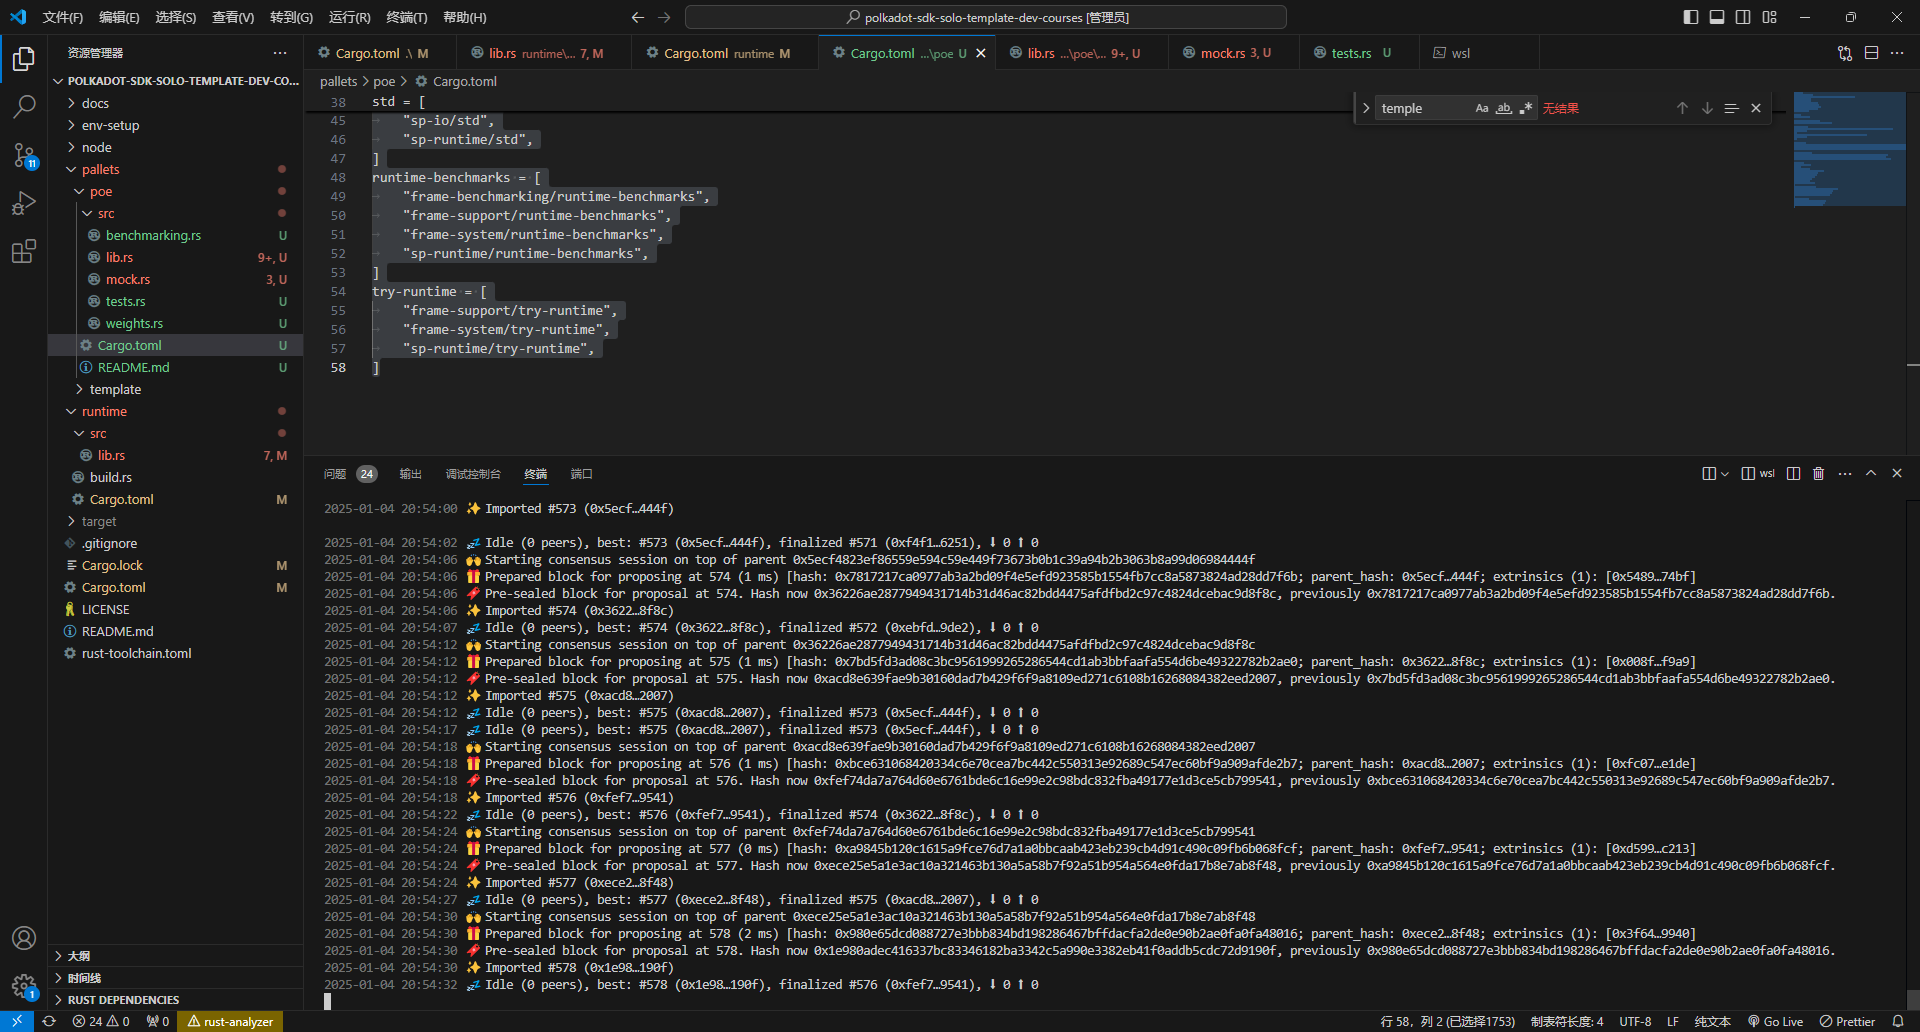 文件(F) 编辑(E) 选择(S) 查看(V) 转到(G) 运行(R) 终端(T) 帮助(H)
polkadot-sdk-solo-template-dev-courses [管理员]
资源管理器
Cargo.toml .\ M
lib.rs runtime\... 7, M
Cargo.toml runtime M
Cargo.toml ...\poe U
lib.rs ...\poe\... 9+, U
mock.rs 3, U
tests.rs U
wsl
POLKADOT-SDK-SOLO-TEMPLATE-DEV-CO...
docs
env-setup
node
pallets
poe
src
benchmarking.rs U
lib.rs 9+, U
mock.rs 3, U
tests.rs U
weights.rs U
Cargo.toml U
README.md U
template
runtime
src
lib.rs 7, M
build.rs
Cargo.toml M
target
.gitignore
Cargo.lock M
Cargo.toml M
LICENSE
README.md
rust-toolchain.toml
大纲
时间线
RUST DEPENDENCIES
11
1
pallets > poe > Cargo.toml
temple Aa ab 无结果
38 std = [
45 "sp-io/std",
46 "sp-runtime/std",
47 ]
48 runtime-benchmarks = [
49 "frame-benchmarking/runtime-benchmarks",
50 "frame-support/runtime-benchmarks",
51 "frame-system/runtime-benchmarks",
52 "sp-runtime/runtime-benchmarks",
53 ]
54 try-runtime = [
55 "frame-support/try-runtime",
56 "frame-system/try-runtime",
57 "sp-runtime/try-runtime",
58 ]
问题 24 输出 调试控制台 终端 端口
wsl
2025-01-04 20:54:00 ✨ Imported #573 (0x5ecf…444f)
2025-01-04 20:54:02 💤 Idle (0 peers), best: #573 (0x5ecf…444f), finalized #571 (0xf4f1…6251), ⬇ 0 ⬆ 0
2025-01-04 20:54:06 🙌 Starting consensus session on top of parent 0x5ecf4823ef86559e594c59e449f73673b0b1c39a94b2b3063b8a99d06984444f
2025-01-04 20:54:06 🎁 Prepared block for proposing at 574 (1 ms) [hash: 0x7817217ca0977ab3a2bd09f4e5efd923585b1554fb7cc8a5873824ad28dd7f6b; parent_hash: 0x5ecf…444f; extrinsics (1): [0x5489…74bf]
2025-01-04 20:54:06 🔖 Pre-sealed block for proposal at 574. Hash now 0x36226ae2877949431714b31d46ac82bdd4475afdfbd2c97c4824dcebac9d8f8c, previously 0x7817217ca0977ab3a2bd09f4e5efd923585b1554fb7cc8a5873824ad28dd7f6b.
2025-01-04 20:54:06 ✨ Imported #574 (0x3622…8f8c)
2025-01-04 20:54:07 💤 Idle (0 peers), best: #574 (0x3622…8f8c), finalized #572 (0xebfd…9de2), ⬇ 0 ⬆ 0
2025-01-04 20:54:12 🙌 Starting consensus session on top of parent 0x36226ae2877949431714b31d46ac82bdd4475afdfbd2c97c4824dcebac9d8f8c
2025-01-04 20:54:12 🎁 Prepared block for proposing at 575 (1 ms) [hash: 0x7bd5fd3ad08c3bc9561999265286544cd1ab3bbfaafa554d6be49322782b2ae0; parent_hash: 0x3622…8f8c; extrinsics (1): [0x008f…f9a9]
2025-01-04 20:54:12 🔖 Pre-sealed block for proposal at 575. Hash now 0xacd8e639fae9b30160dad7b429f6f9a8109ed271c6108b16268084382eed2007, previously 0x7bd5fd3ad08c3bc9561999265286544cd1ab3bbfaafa554d6be49322782b2ae0.
2025-01-04 20:54:12 ✨ Imported #575 (0xacd8…2007)
2025-01-04 20:54:12 💤 Idle (0 peers), best: #575 (0xacd8…2007), finalized #573 (0x5ecf…444f), ⬇ 0 ⬆ 0
2025-01-04 20:54:17 💤 Idle (0 peers), best: #575 (0xacd8…2007), finalized #573 (0x5ecf…444f), ⬇ 0 ⬆ 0
2025-01-04 20:54:18 🙌 Starting consensus session on top of parent 0xacd8e639fae9b30160dad7b429f6f9a8109ed271c6108b16268084382eed2007
2025-01-04 20:54:18 🎁 Prepared block for proposing at 576 (1 ms) [hash: 0xbce631068420334c6e70cea7bc442c550313e92689c547ec60bf9a909afde2b7; parent_hash: 0xacd8…2007; extrinsics (1): [0xfc07…e1de]
2025-01-04 20:54:18 🔖 Pre-sealed block for proposal at 576. Hash now 0xfef74da7a764d60e6761bde6c16e99e2c98bdc832fba49177e1d3ce5cb799541, previously 0xbce631068420334c6e70cea7bc442c550313e92689c547ec60bf9a909afde2b7.
2025-01-04 20:54:18 ✨ Imported #576 (0xfef7…9541)
2025-01-04 20:54:22 💤 Idle (0 peers), best: #576 (0xfef7…9541), finalized #574 (0x3622…8f8c), ⬇ 0 ⬆ 0
2025-01-04 20:54:24 🙌 Starting consensus session on top of parent 0xfef74da7a764d60e6761bde6c16e99e2c98bdc832fba49177e1d3ce5cb799541
2025-01-04 20:54:24 🎁 Prepared block for proposing at 577 (0 ms) [hash: 0xa9845b120c1615a9fce76d7a1a0bbcaab423eb239cb4d91c490c09fb6b068fcf; parent_hash: 0xfef7…9541; extrinsics (1): [0xd599…c213]
2025-01-04 20:54:24 🔖 Pre-sealed block for proposal at 577. Hash now 0xece25e5a1e3ac10a321463b130a5a58b7f92a51b954a564e0fda17b8e7ab8f48, previously 0xa9845b120c1615a9fce76d7a1a0bbcaab423eb239cb4d91c490c09fb6b068fcf.
2025-01-04 20:54:24 ✨ Imported #577 (0xece2…8f48)
2025-01-04 20:54:27 💤 Idle (0 peers), best: #577 (0xece2…8f48), finalized #575 (0xacd8…2007), ⬇ 0 ⬆ 0
2025-01-04 20:54:30 🙌 Starting consensus session on top of parent 0xece25e5a1e3ac10a321463b130a5a58b7f92a51b954a564e0fda17b8e7ab8f48
2025-01-04 20:54:30 🎁 Prepared block for proposing at 578 (2 ms) [hash: 0x980e65dcd088727e3bbb834bd198286467bffdacfa2de0e90b2ae0fa0fa48016; parent_hash: 0xece2…8f48; extrinsics (1): [0x3f64…9940]
2025-01-04 20:54:30 🔖 Pre-sealed block for proposal at 578. Hash now 0x1e980adec416337bc83346182ba3342c5a990e3382eb41f0addb5cdc72d9190f, previously 0x980e65dcd088727e3bbb834bd198286467bffdacfa2de0e90b2ae0fa0fa48016.
2025-01-04 20:54:30 ✨ Imported #578 (0x1e98…190f)
2025-01-04 20:54:32 💤 Idle (0 peers), best: #578 (0x1e98…190f), finalized #576 (0xfef7…9541), ⬇ 0 ⬆ 0
24 0 0 rust-analyzer 行 58，列 2 (已选择1753) 制表符长度: 4 UTF-8 LF 纯文本 Go Live Prettier